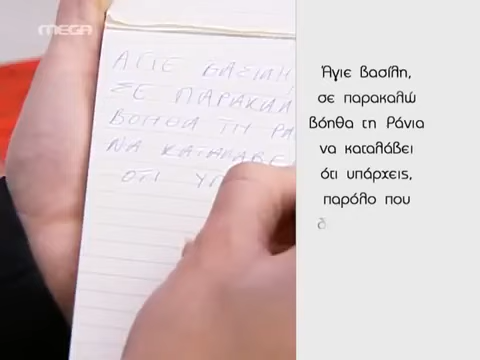 MEGA
ΑΓΙΕ ΒΑΣΙΛΗ,
ΣΕ ΠΑΡΑΚΑΛ
ΒΟΗΘΑ ΤΗ ΡΑ
ΝΑ ΚΑΤΑΛΑΒΕ
ΟΤΙ ΥΠ
Άγιε βασίλη,
σε παρακαλώ
βόηθα τη Ράνια
να καταλάβει
ότι υπάρχεις,
παρόλο που